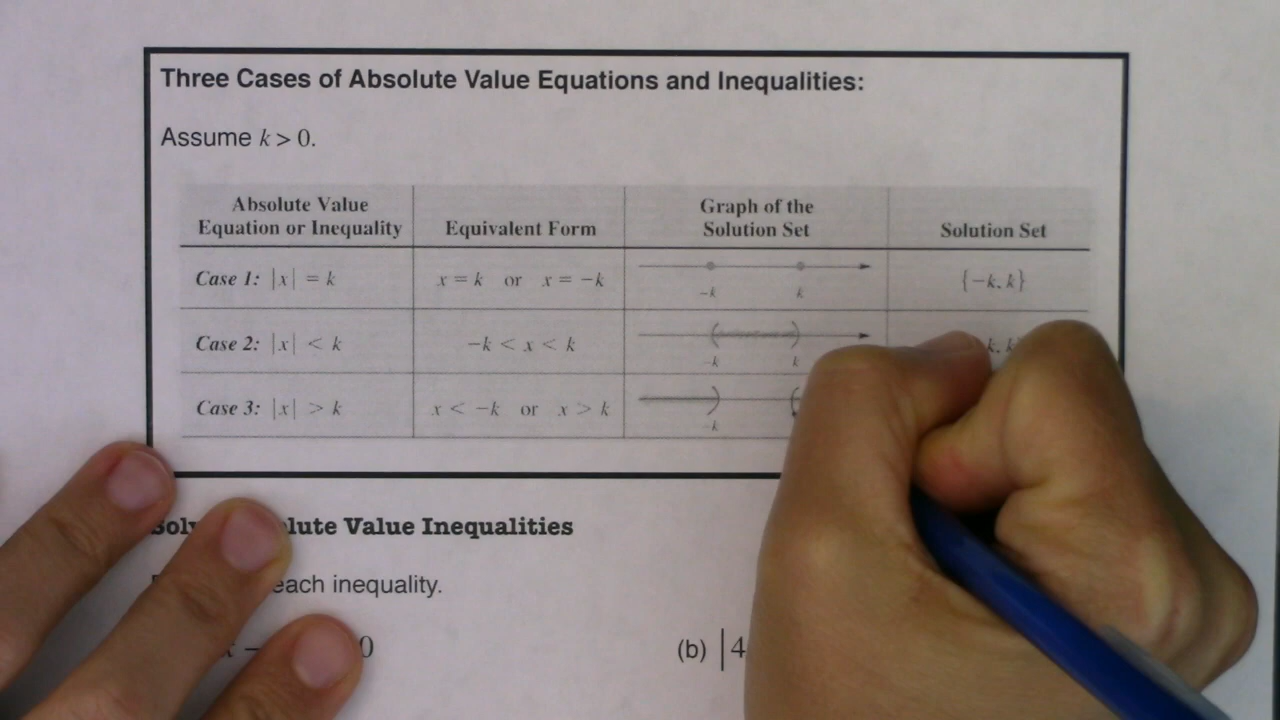 Three Cases of Absolute Value Equations and Inequalities:
Assume k > 0.
Absolute Value Equation or Inequality
Equivalent Form
Graph of the Solution Set
Solution Set
Case 1: |x| = k
x = k or x = −k
−k k
{−k, k}
Case 2: |x| < k
−k < x < k
−k k
k, k
Case 3: |x| > k
x < −k or x > k
−k
lute Value Inequalities
each inequality.
− 0
(b) |4